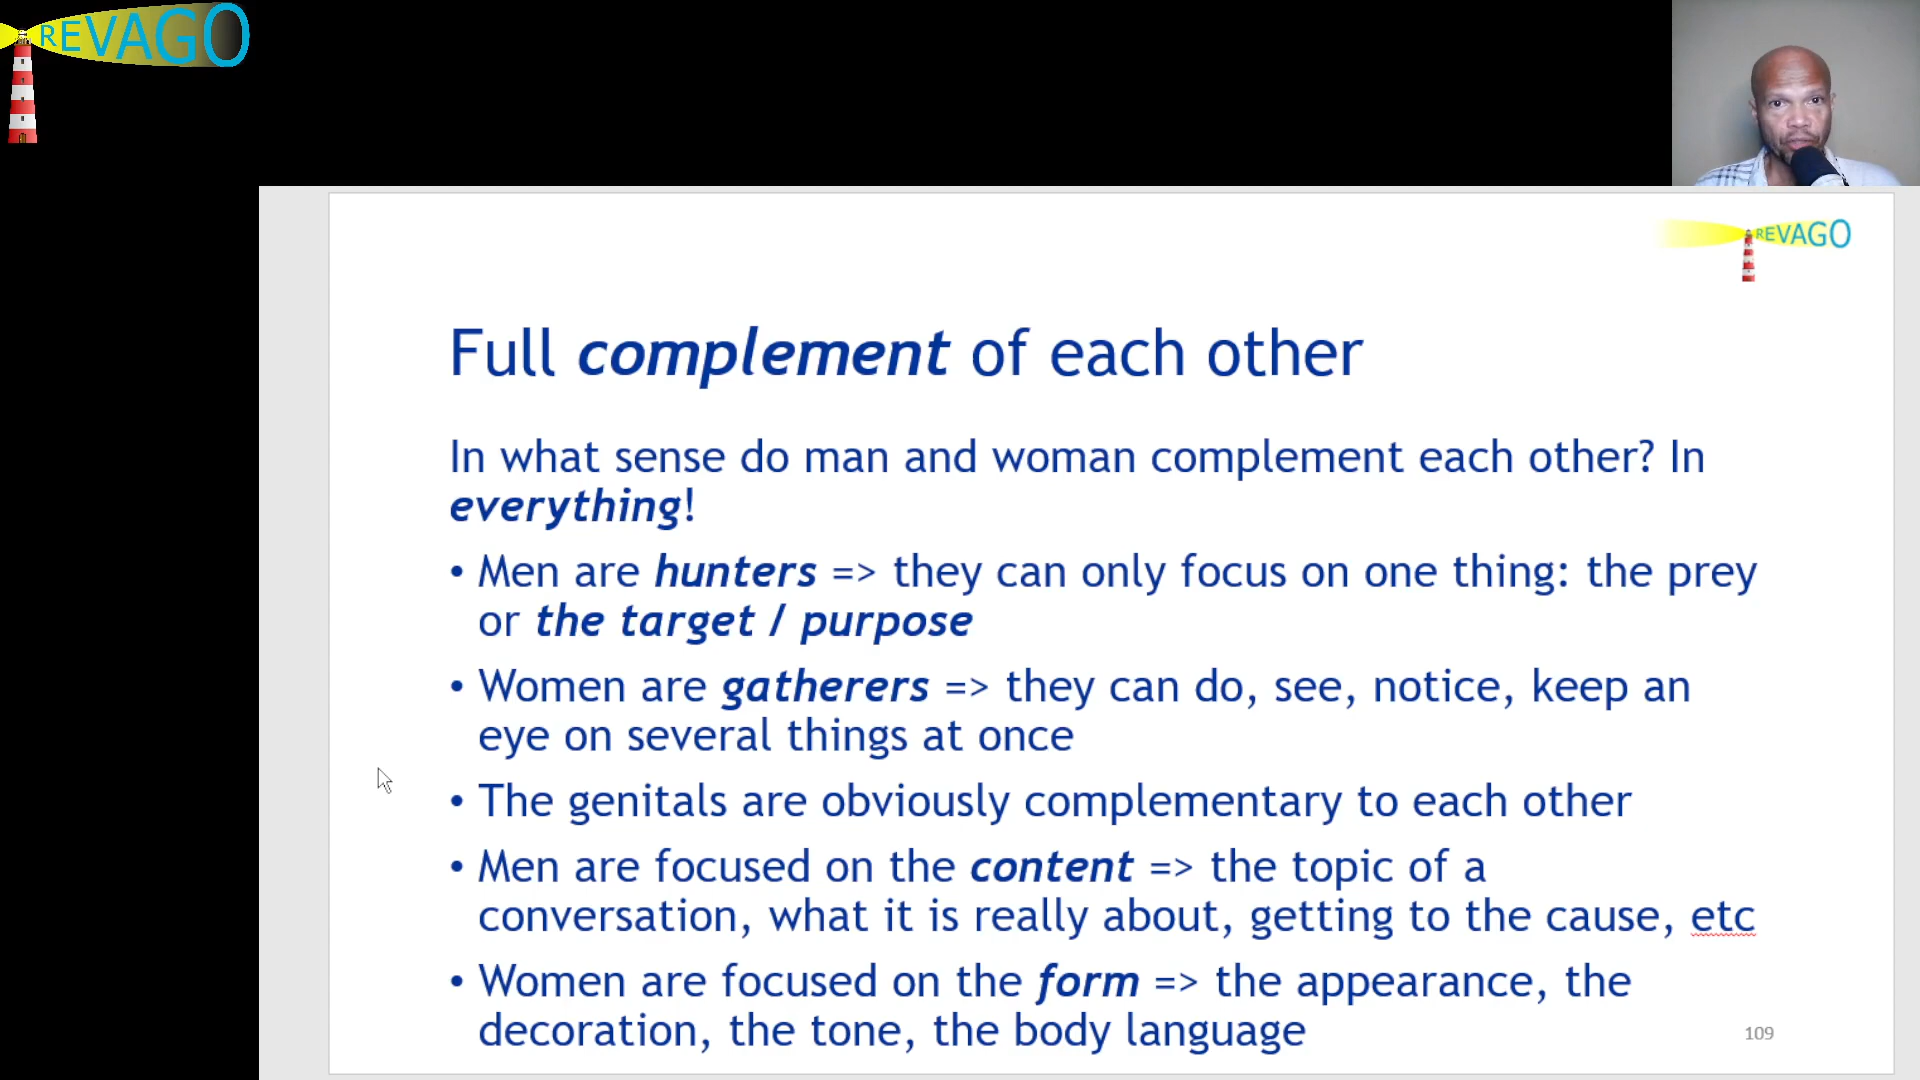 REVAGO
REVAGO
Full complement of each other
In what sense do man and woman complement each other? In
everything!
• Men are hunters => they can only focus on one thing: the prey
or the target / purpose
• Women are gatherers => they can do, see, notice, keep an
eye on several things at once
• The genitals are obviously complementary to each other
• Men are focused on the content => the topic of a
conversation, what it is really about, getting to the cause, etc
• Women are focused on the form => the appearance, the
decoration, the tone, the body language
109